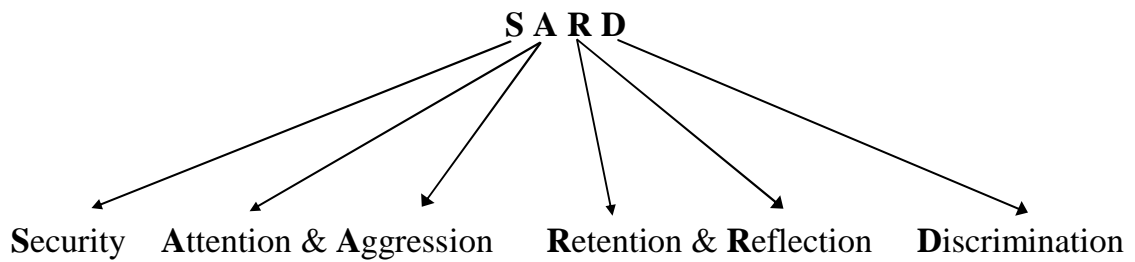 S A R D
Security Attention & Aggression Retention & Reflection Discrimination